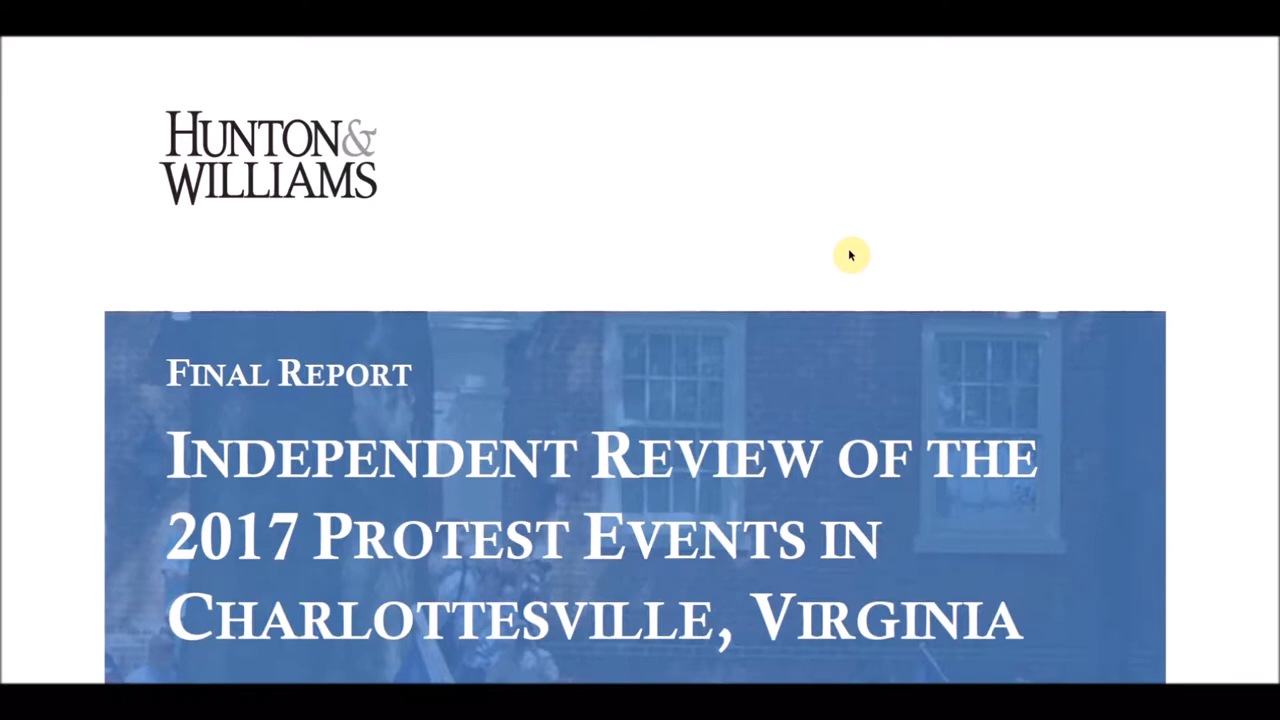 HUNTON&
WILLIAMS
FINAL REPORT
INDEPENDENT REVIEW OF THE
2017 PROTEST EVENTS IN
CHARLOTTESVILLE, VIRGINIA